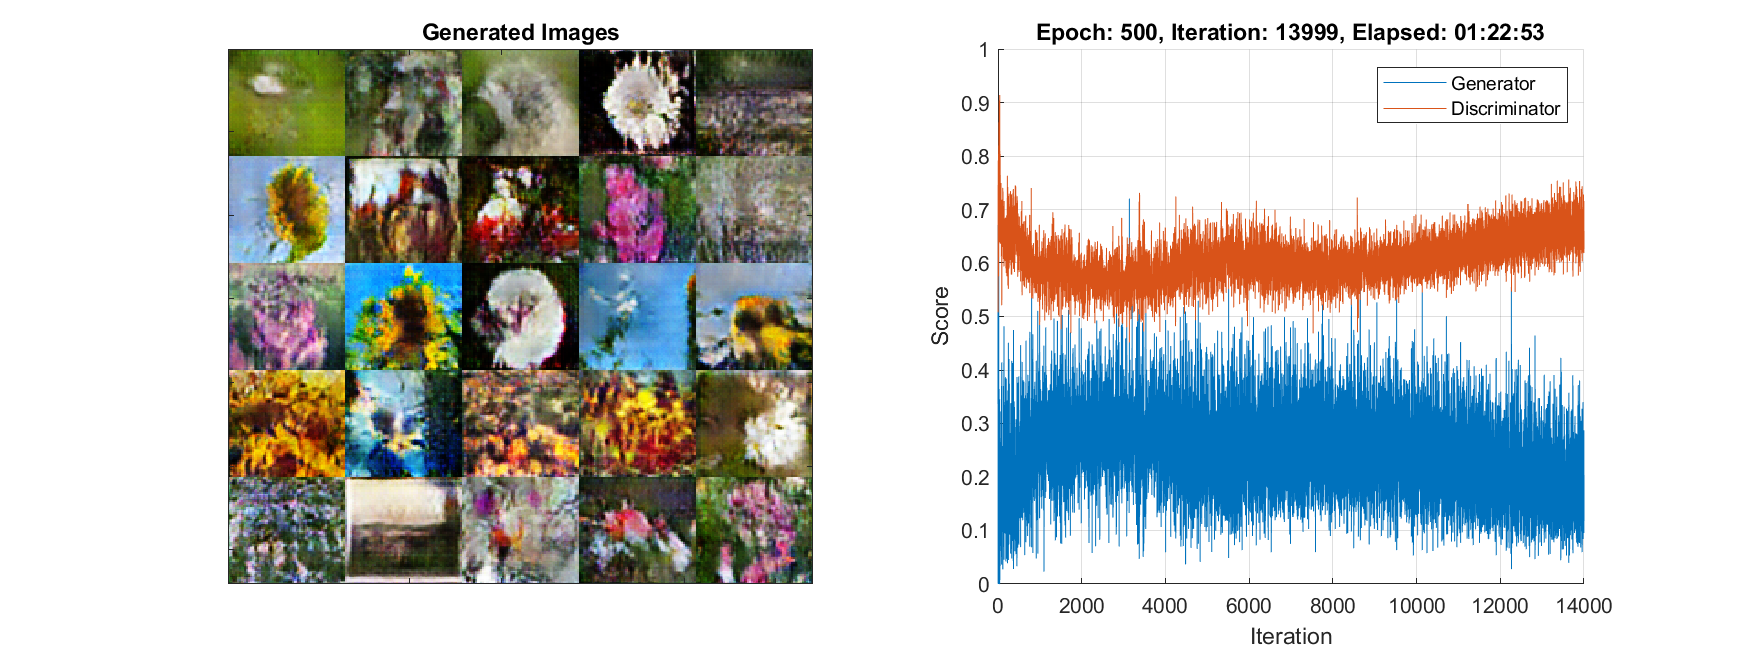 Generated Images
Epoch: 500, Iteration: 13999, Elapsed: 01:22:53
Generator
Discriminator
1
0.9
0.8
0.7
0.6
0.5
0.4
0.3
0.2
0.1
0
Score
0 2000 4000 6000 8000 10000 12000 14000
Iteration